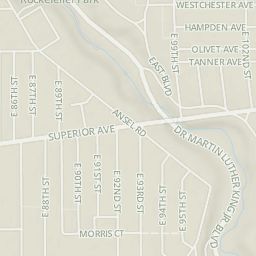 Rockefeller Park
WESTCHESTER AVE
HAMPDEN AVE
OLIVET AVE
TANNER AVE
E 99TH ST
E 102ND ST
EAST BLVD
E 86TH ST
E 87TH ST
E 89TH ST
ANSEL RD
SUPERIOR AVE
DR MARTIN LUTHER KING JR. BLVD
E 88TH ST
E 90TH ST
E 91ST ST
E 92ND ST
E 93RD ST
E 94TH ST
E 95TH ST
MORRIS CT